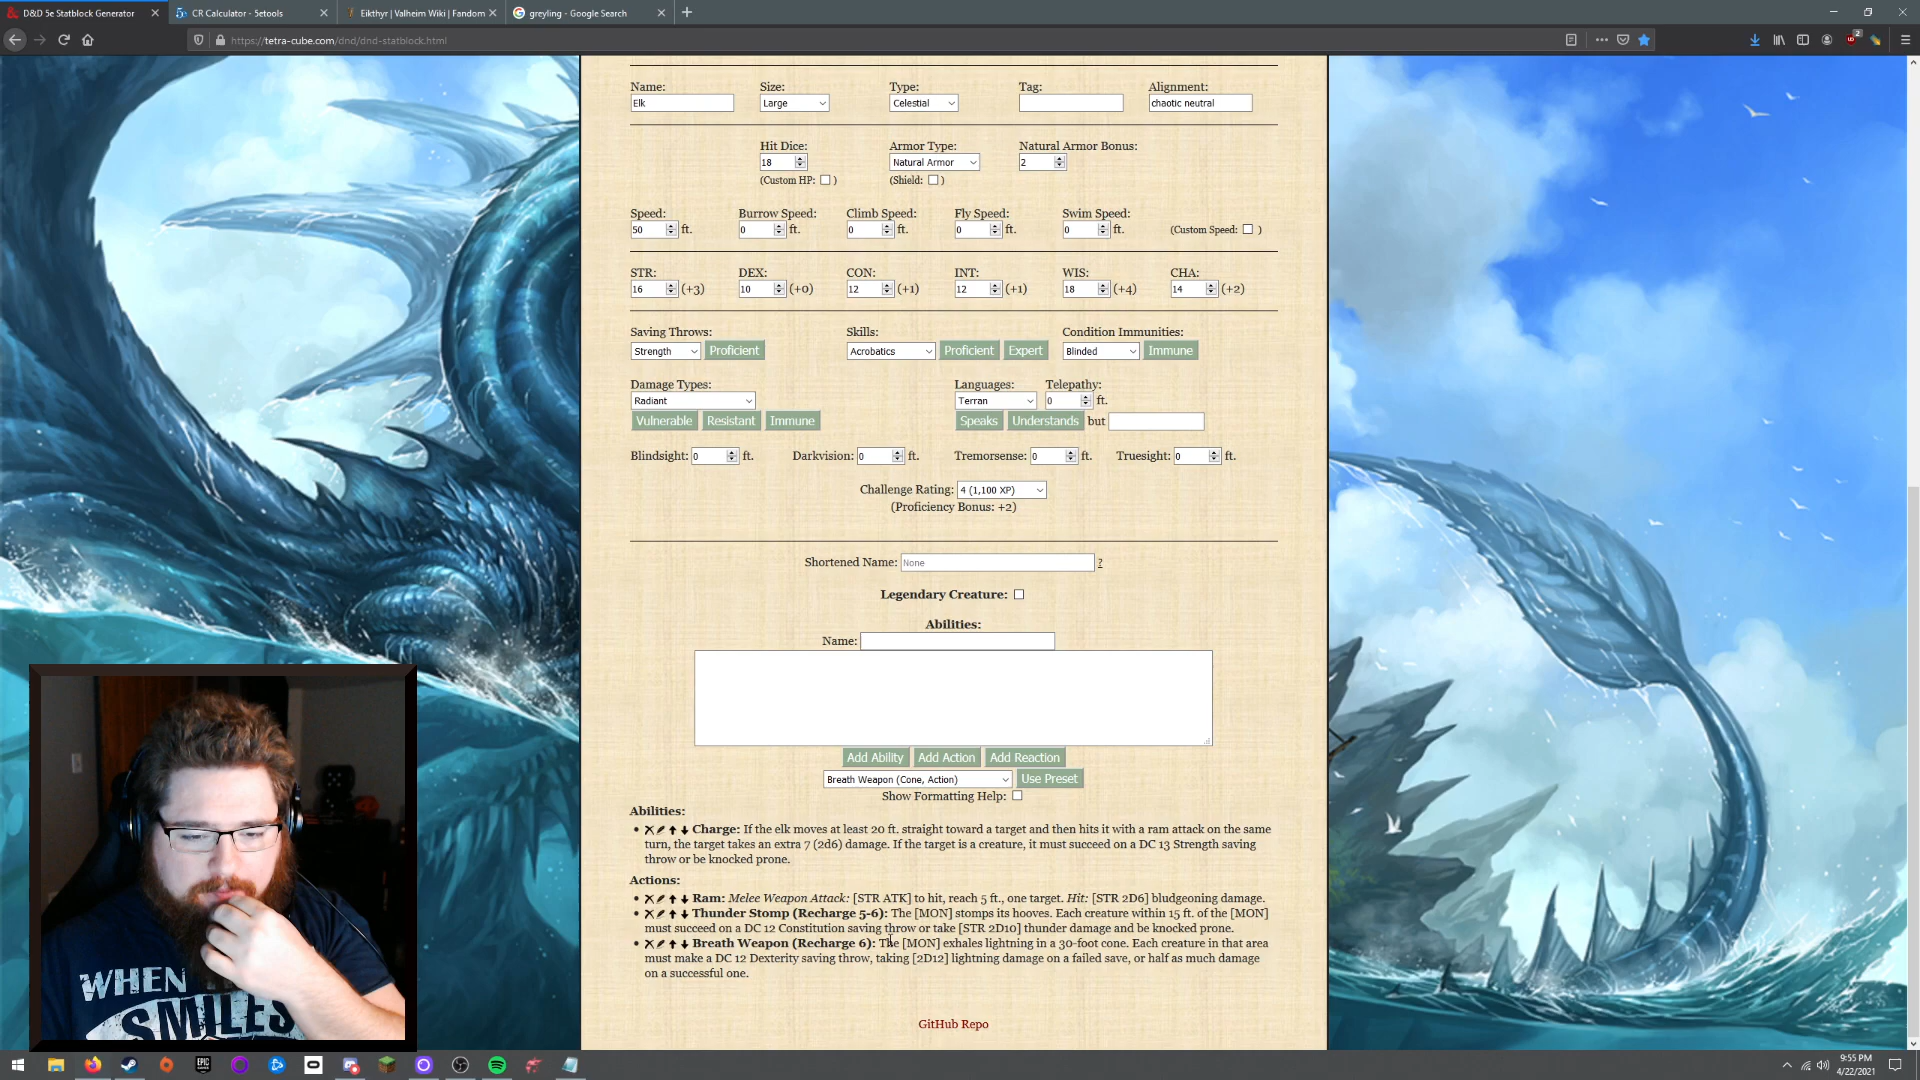 D&D 5e Statblock Generator
CR Calculator - 5etools
Eikthyr | Valheim Wiki | Fandom
greyling - Google Search
https://tetra-cube.com/dnd/dnd-statblock.html
2
Name: Size: Type: Tag: Alignment:
Elk Large Celestial chaotic neutral
Hit Dice: Armor Type: Natural Armor Bonus:
18 Natural Armor 2
(Custom HP: ) (Shield: )
Speed: Burrow Speed: Climb Speed: Fly Speed: Swim Speed:
50 ft. 0 ft. 0 ft. 0 ft. 0 ft. (Custom Speed: )
STR: DEX: CON: INT: WIS: CHA:
16 (+3) 10 (+0) 12 (+1) 12 (+1) 18 (+4) 14 (+2)
Saving Throws: Skills: Condition Immunities:
Strength Proficient Acrobatics Proficient Expert Blinded Immune
Damage Types: Languages: Telepathy:
Radiant Terran 0 ft.
Vulnerable Resistant Immune Speaks Understands but
Blindsight: 0 ft. Darkvision: 0 ft. Tremorsense: 0 ft. Truesight: 0 ft.
Challenge Rating: 4 (1,100 XP)
(Proficiency Bonus: +2)
Shortened Name: None ?
Legendary Creature:
Abilities:
Name:
Add Ability Add Action Add Reaction
Breath Weapon (Cone, Action) Use Preset
Show Formatting Help:
Abilities:
• Charge: If the elk moves at least 20 ft. straight toward a target and then hits it with a ram attack on the same
turn, the target takes an extra 7 (2d6) damage. If the target is a creature, it must succeed on a DC 13 Strength saving
throw or be knocked prone.
Actions:
• Ram: Melee Weapon Attack: [STR ATK] to hit, reach 5 ft., one target. Hit: [STR 2D6] bludgeoning damage.
• Thunder Stomp (Recharge 5-6): The [MON] stomps its hooves. Each creature within 15 ft. of the [MON]
must succeed on a DC 12 Constitution saving throw or take [STR 2D10] thunder damage and be knocked prone.
• Breath Weapon (Recharge 6): The [MON] exhales lightning in a 30-foot cone. Each creature in that area
must make a DC 12 Dexterity saving throw, taking [2D12] lightning damage on a failed save, or half as much damage
on a successful one.
GitHub Repo
WHEN
SMILES
EPIC
9:55 PM
4/22/2021